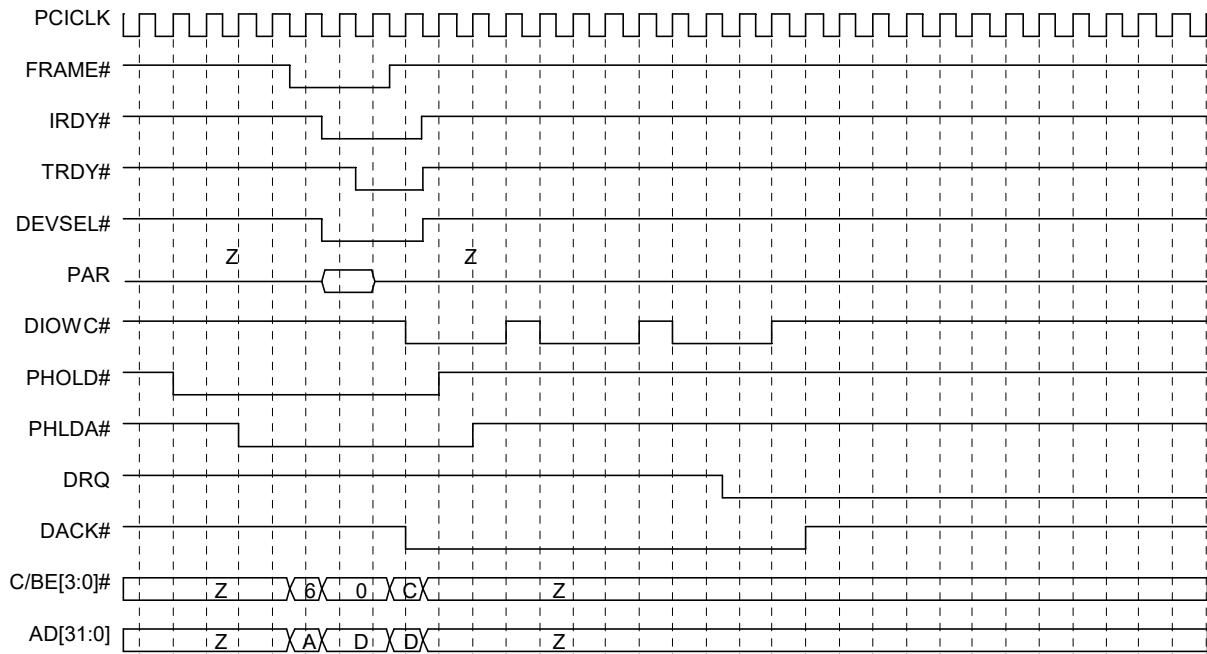 PCICLK
FRAME#
IRDY#
TRDY#
DEVSEL#
Z Z
PAR
DIOWC#
PHOLD#
PHLDA#
DRQ
DACK#
C/BE[3:0]# Z 6 0 C Z
AD[31:0] Z A D D Z